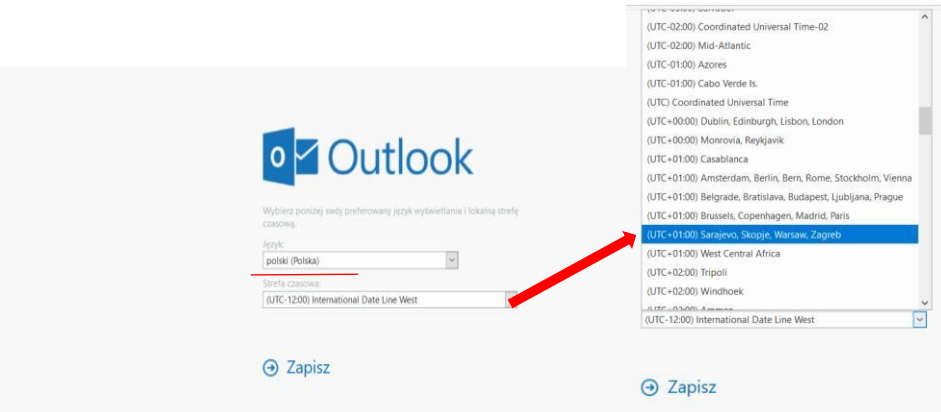 Outlook
Wybierz poniżej swój preferowany język wyświetlania i lokalną strefę
czasową.
Język:
polski (Polska)
Strefa czasowa:
(UTC-12:00) International Date Line West
Zapisz
(UTC-02:00) Coordinated Universal Time-02
(UTC-02:00) Mid-Atlantic
(UTC-01:00) Azores
(UTC-01:00) Cabo Verde Is.
(UTC) Coordinated Universal Time
(UTC+00:00) Dublin, Edinburgh, Lisbon, London
(UTC+00:00) Monrovia, Reykjavik
(UTC+01:00) Casablanca
(UTC+01:00) Amsterdam, Berlin, Bern, Rome, Stockholm, Vienna
(UTC+01:00) Belgrade, Bratislava, Budapest, Ljubljana, Prague
(UTC+01:00) Brussels, Copenhagen, Madrid, Paris
(UTC+01:00) Sarajevo, Skopje, Warsaw, Zagreb
(UTC+01:00) West Central Africa
(UTC+02:00) Tripoli
(UTC+02:00) Windhoek
(UTC-12:00) International Date Line West
Zapisz